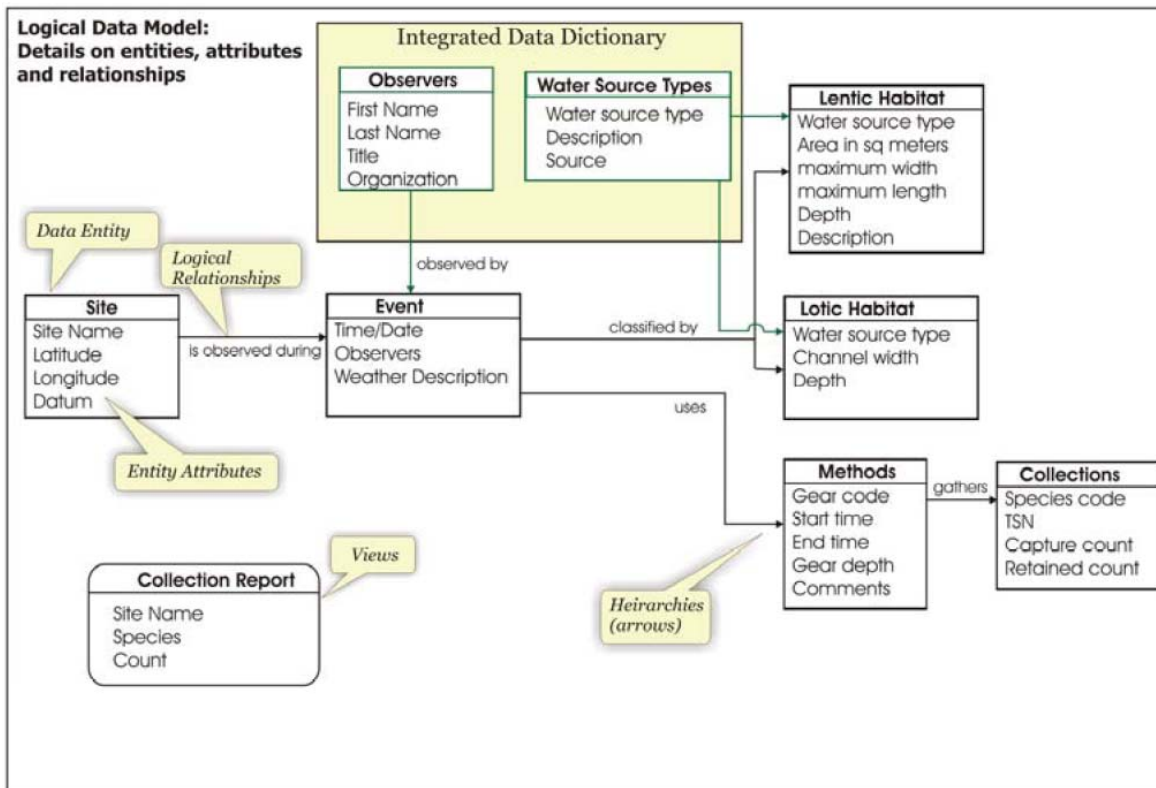 Logical Data Model:
Details on entities, attributes
and relationships
Integrated Data Dictionary
Observers
First Name
Last Name
Title
Organization
Water Source Types
Water source type
Description
Source
Lentic Habitat
Water source type
Area in sq meters
maximum width
maximum length
Depth
Description
Data Entity
Logical
Relationships
observed by
Site
Site Name
Latitude
Longitude
Datum
is observed during
Event
Time/Date
Observers
Weather Description
classified by
Lotic Habitat
Water source type
Channel width
Depth
uses
Entity Attributes
Methods
Gear code
Start time
End time
Gear depth
Comments
gathers
Collections
Species code
TSN
Capture count
Retained count
Views
Collection Report
Site Name
Species
Count
Heirarchies
(arrows)